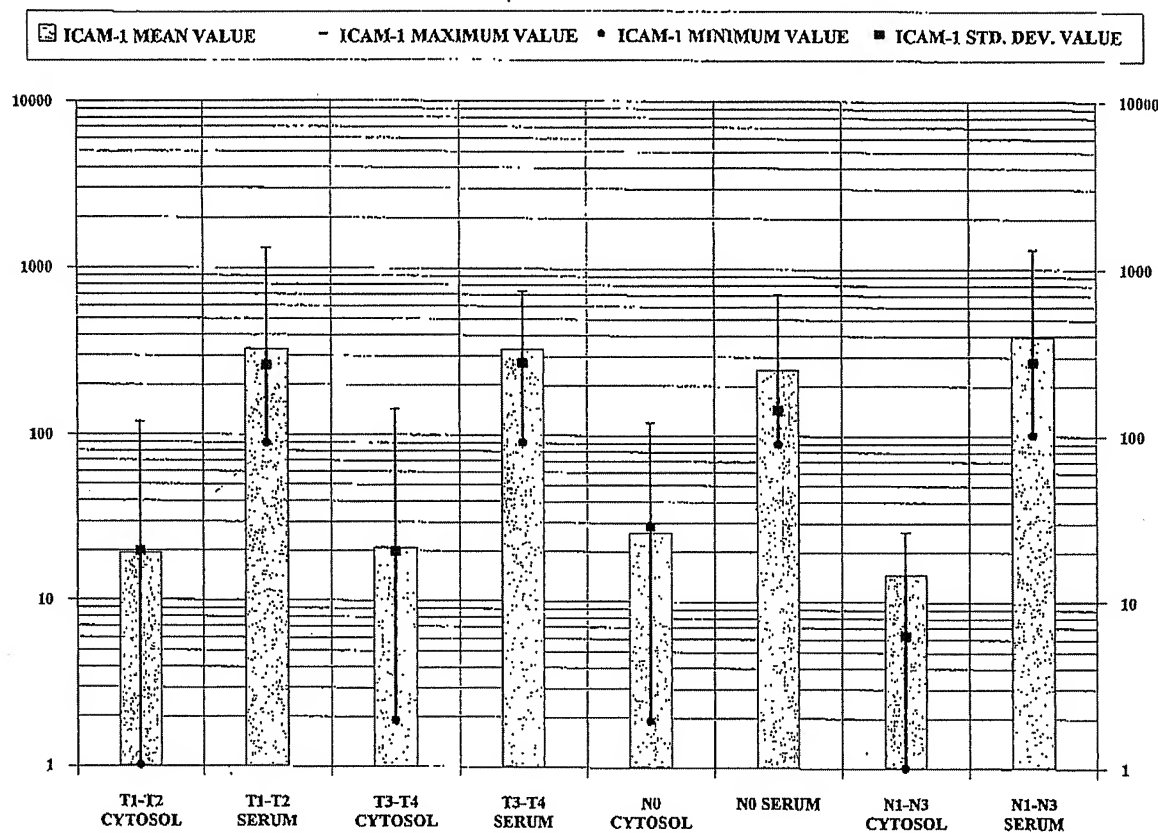 ICAM-1 MEAN VALUE – ICAM-1 MAXIMUM VALUE • ICAM-1 MINIMUM VALUE ■ ICAM-1 STD. DEV. VALUE
10000 10000
1000 1000
100 100
10 10
1 1
T1-T2 T1-T2 T3-T4 T3-T4 N0 N0 SERUM N1-N3 N1-N3
CYTOSOL SERUM CYTOSOL SERUM CYTOSOL CYTOSOL SERUM